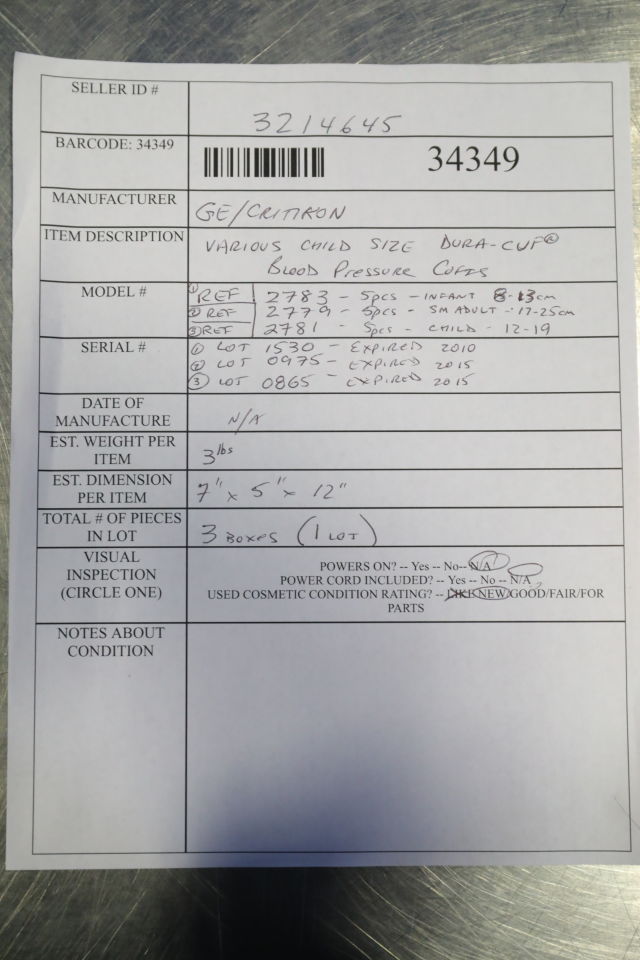 SELLER ID #
3214645
BARCODE: 34349
34349
MANUFACTURER
GE/CRITIKON
ITEM DESCRIPTION
VARIOUS CHILD SIZE DURA-CUF®
BLOOD PRESSURE CUFFS
MODEL #
① REF 2783 - 5pcs - INFANT 8-13cm
② REF 2779 - 5pcs - SM ADULT - 17-25cm
③ REF 2781 - 5pcs - CHILD - 12-19
SERIAL #
① LOT 1530 - EXPIRED 2010
② LOT 0975 - EXPIRED 2015
③ LOT 0865 - EXPIRED 2015
DATE OF
MANUFACTURE
N/A
EST. WEIGHT PER
ITEM
3 lbs
EST. DIMENSION
PER ITEM
7" x 5" x 12"
TOTAL # OF PIECES
IN LOT
3 BOXES (1 LOT)
VISUAL
INSPECTION
(CIRCLE ONE)
POWERS ON? -- Yes -- No-- N/A
POWER CORD INCLUDED? -- Yes -- No -- N/A
USED COSMETIC CONDITION RATING? -- LIKE NEW/GOOD/FAIR/FOR
PARTS
NOTES ABOUT
CONDITION